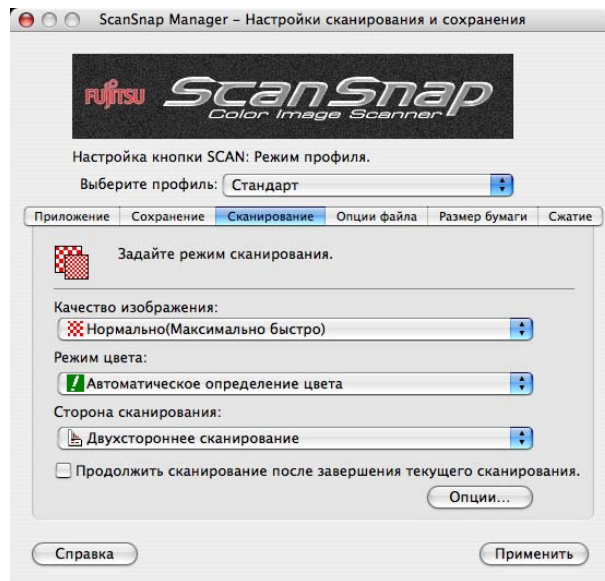 ScanSnap Manager – Настройки сканирования и сохранения
FUJITSU ScanSnap
Color Image Scanner
Настройка кнопки SCAN: Режим профиля.
Выберите профиль: Стандарт
Приложение Сохранение Сканирование Опции файла Размер бумаги Сжатие
Задайте режим сканирования.
Качество изображения:
Нормально(Максимально быстро)
Режим цвета:
Автоматическое определение цвета
Сторона сканирования:
Двухстороннее сканирование
Продолжить сканирование после завершения текущего сканирования.
Опции...
Справка Применить